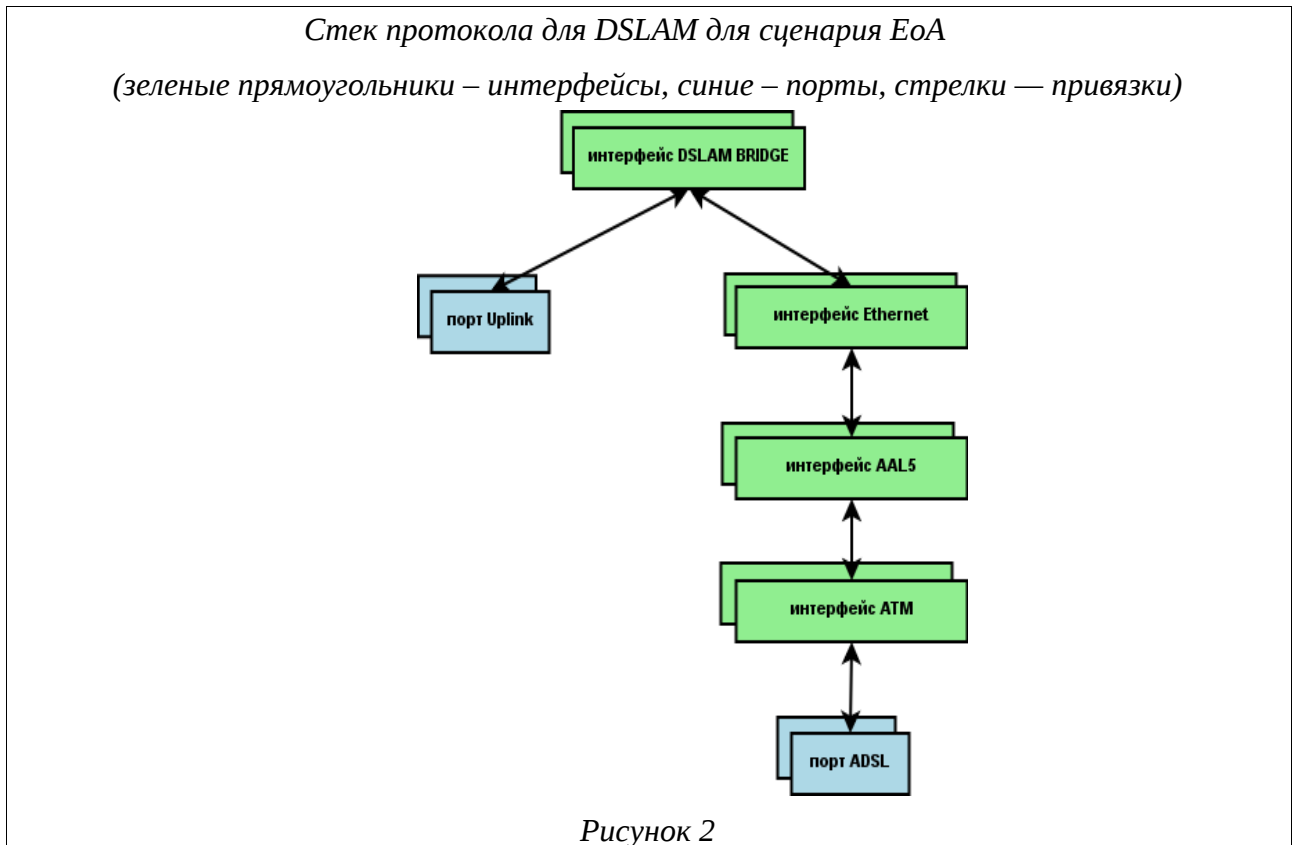 Стек протокола для DSLAM для сценария EoA
(зеленые прямоугольники – интерфейсы, синие – порты, стрелки — привязки)
интерфейс DSLAM BRIDGE
порт Uplink
интерфейс Ethernet
интерфейс AAL5
интерфейс ATM
порт ADSL
Рисунок 2